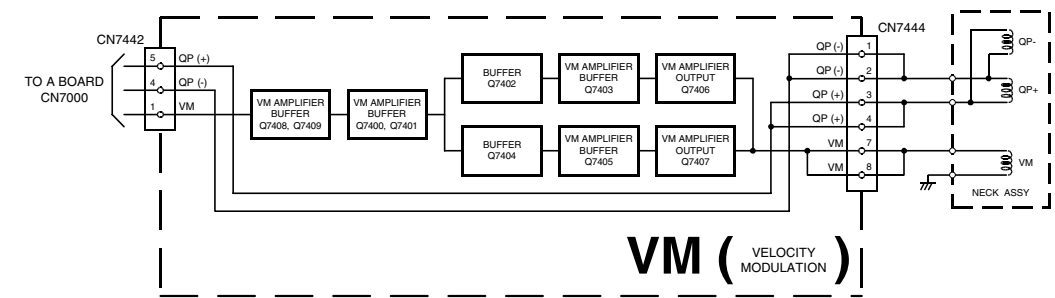 CN7442
TO A BOARD
CN7000
5 QP (+)
4 QP (-)
1 VM
VM AMPLIFIER
BUFFER
Q7408, Q7409
VM AMPLIFIER
BUFFER
Q7400, Q7401
BUFFER
Q7402
VM AMPLIFIER
BUFFER
Q7403
VM AMPLIFIER
OUTPUT
Q7406
BUFFER
Q7404
VM AMPLIFIER
BUFFER
Q7405
VM AMPLIFIER
OUTPUT
Q7407
CN7444
QP (-) 1
QP (-) 2
QP (+) 3
QP (+) 4
VM 7
VM 8
QP-
QP+
VM
NECK ASSY
VM ( VELOCITY
MODULATION )